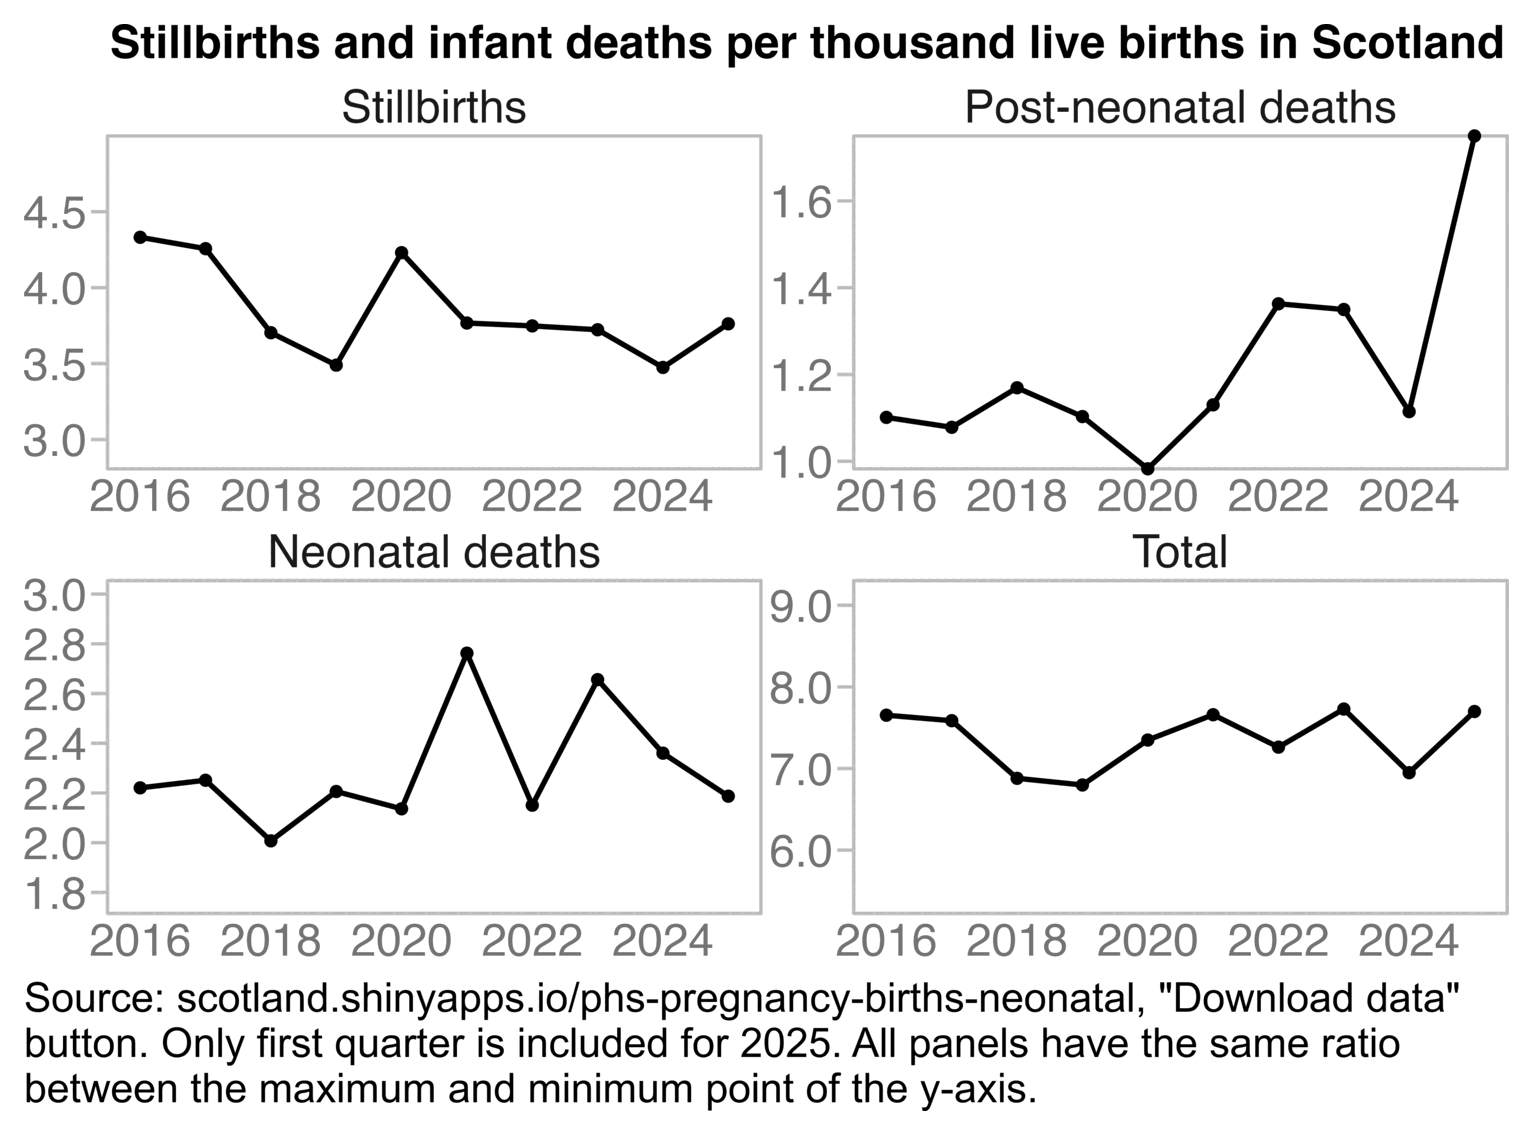 Stillbirths and infant deaths per thousand live births in Scotland
Stillbirths
4.5
4.0
3.5
3.0
2016 2018 2020 2022 2024
Post-neonatal deaths
1.6
1.4
1.2
1.0
2016 2018 2020 2022 2024
Neonatal deaths
3.0
2.8
2.6
2.4
2.2
2.0
1.8
2016 2018 2020 2022 2024
Total
9.0
8.0
7.0
6.0
2016 2018 2020 2022 2024
Source: scotland.shinyapps.io/phs-pregnancy-births-neonatal, "Download data"
button. Only first quarter is included for 2025. All panels have the same ratio
between the maximum and minimum point of the y-axis.